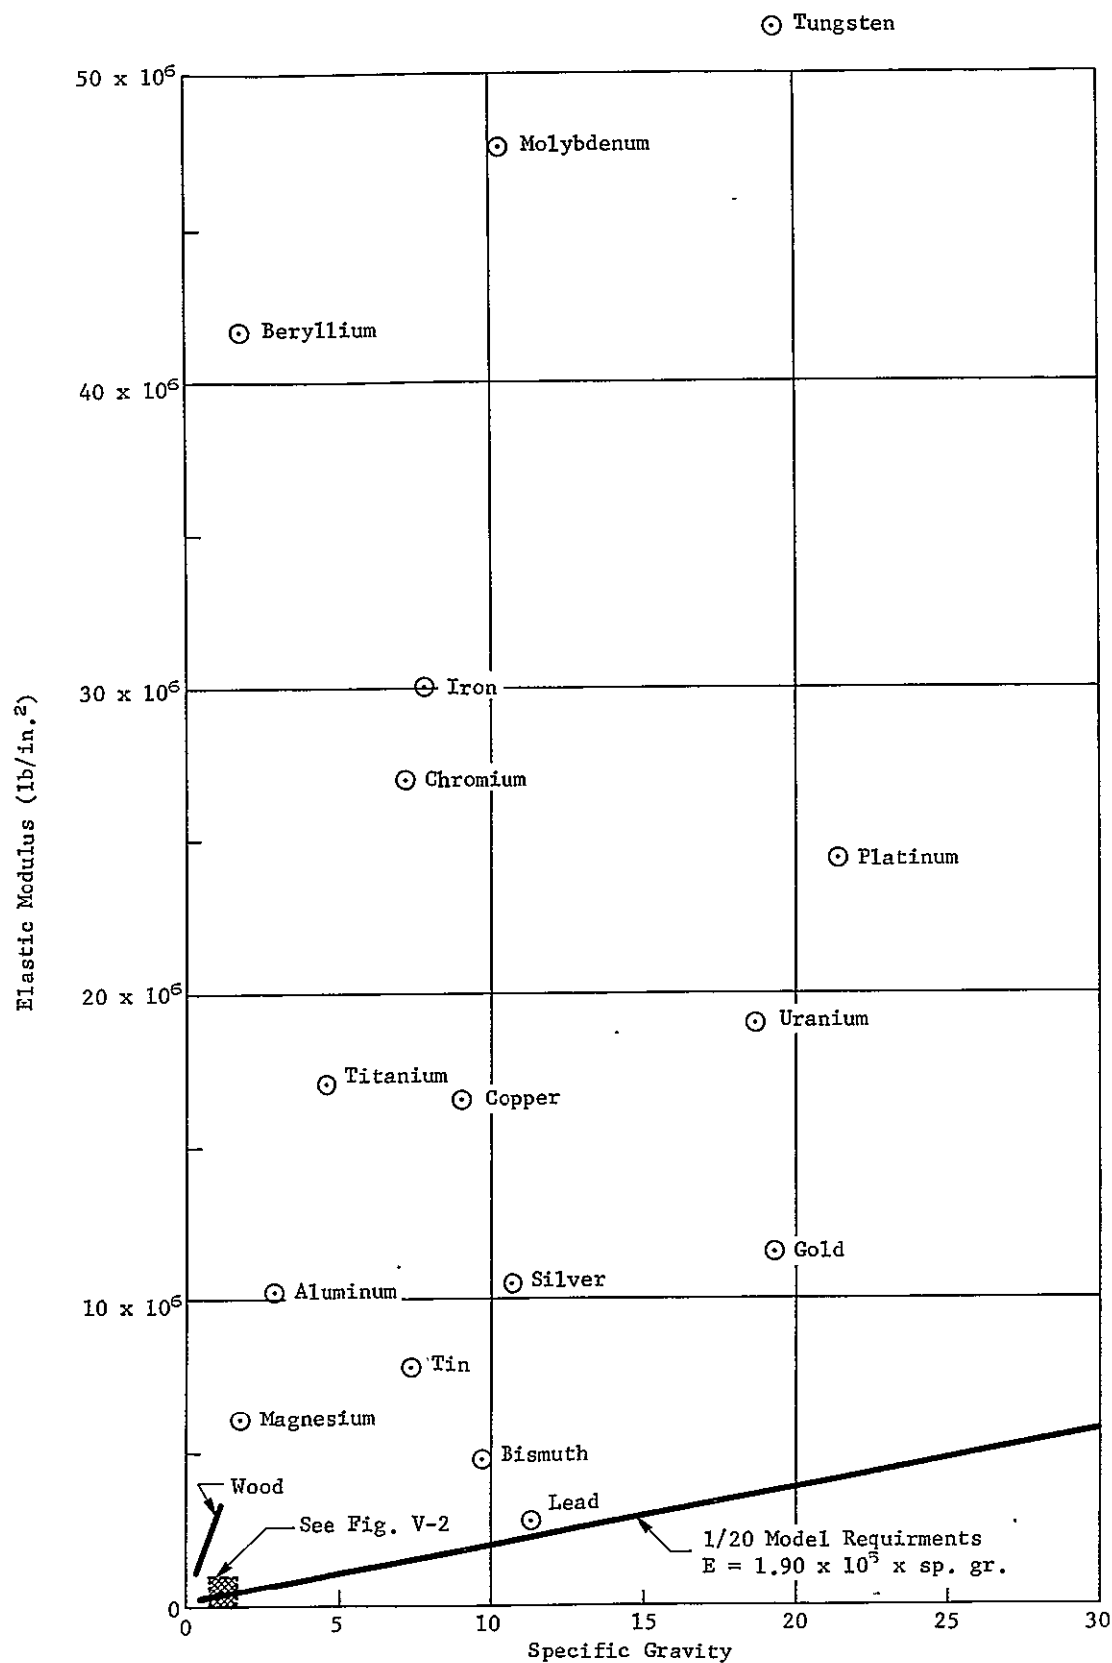 Tungsten
50 x 10⁶
Molybdenum
Beryllium
40 x 10⁶
30 x 10⁶
Iron
Chromium
Platinum
Elastic Modulus (lb/in.²)
20 x 10⁶
Uranium
Titanium
Copper
Gold
Silver
Aluminum
10 x 10⁶
Tin
Magnesium
Bismuth
Wood
Lead
See Fig. V-2
1/20 Model Requirments
E = 1.90 x 10⁵ x sp. gr.
0
0 5 10 15 20 25 30
Specific Gravity